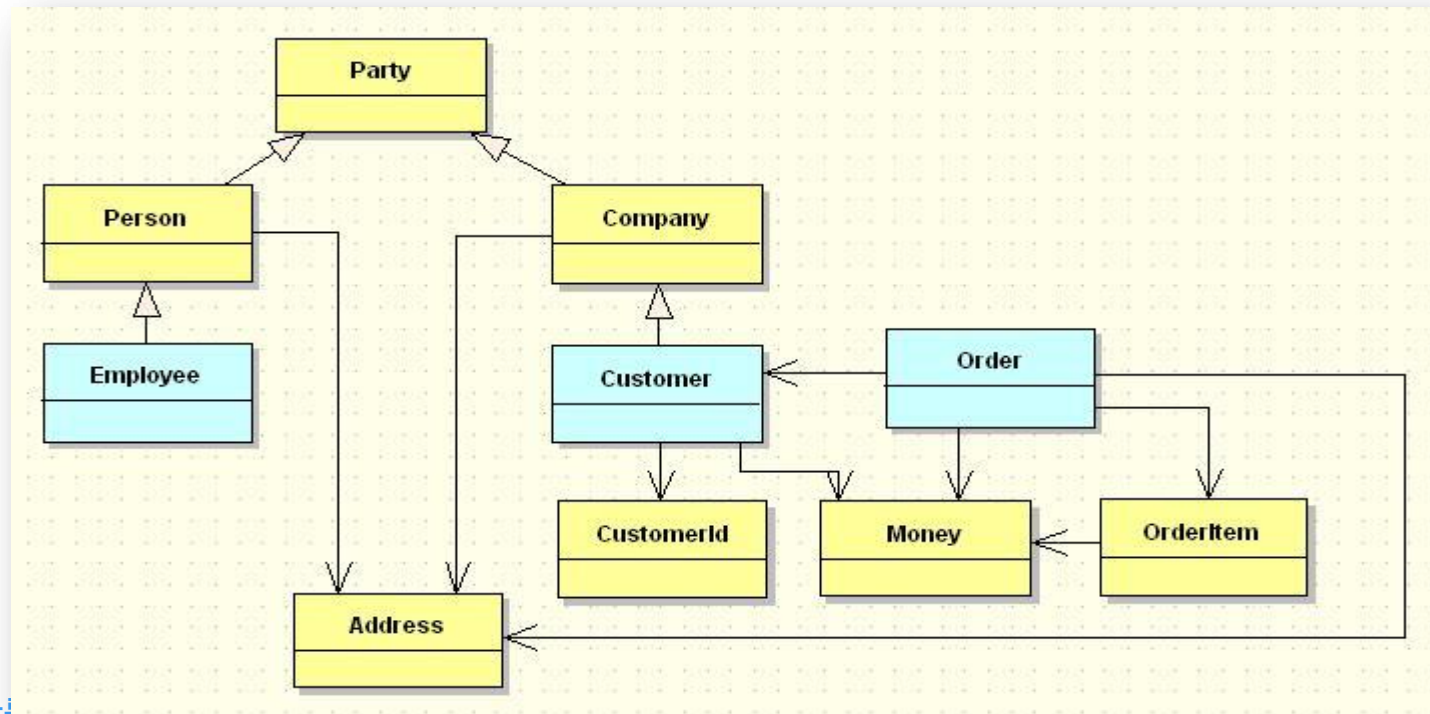 Party
Person
Company
Employee
Customer
Order
CustomerId
Money
OrderItem
Address